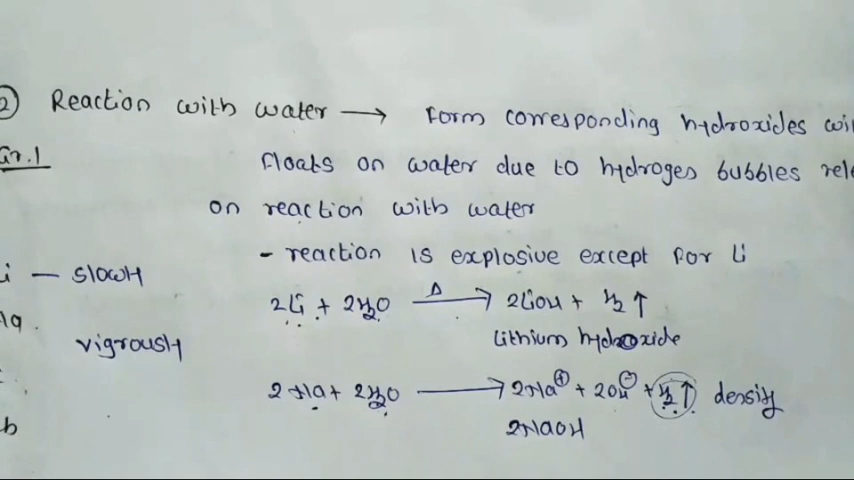 2) Reaction with water → form corresponding hydroxides wi
Gr.1 floats on water due to hydroges bubbles rele
on reaction with water
- reaction is explosive except for Li
i — slowly
2Li + 2H2O —Δ→ 2LiOH + H2 ↑
vigrously
Lithium hydroxide
2Na + 2H2O → 2Na⊕ + 2OH⊖ + H2↑ density
b
2NaOH